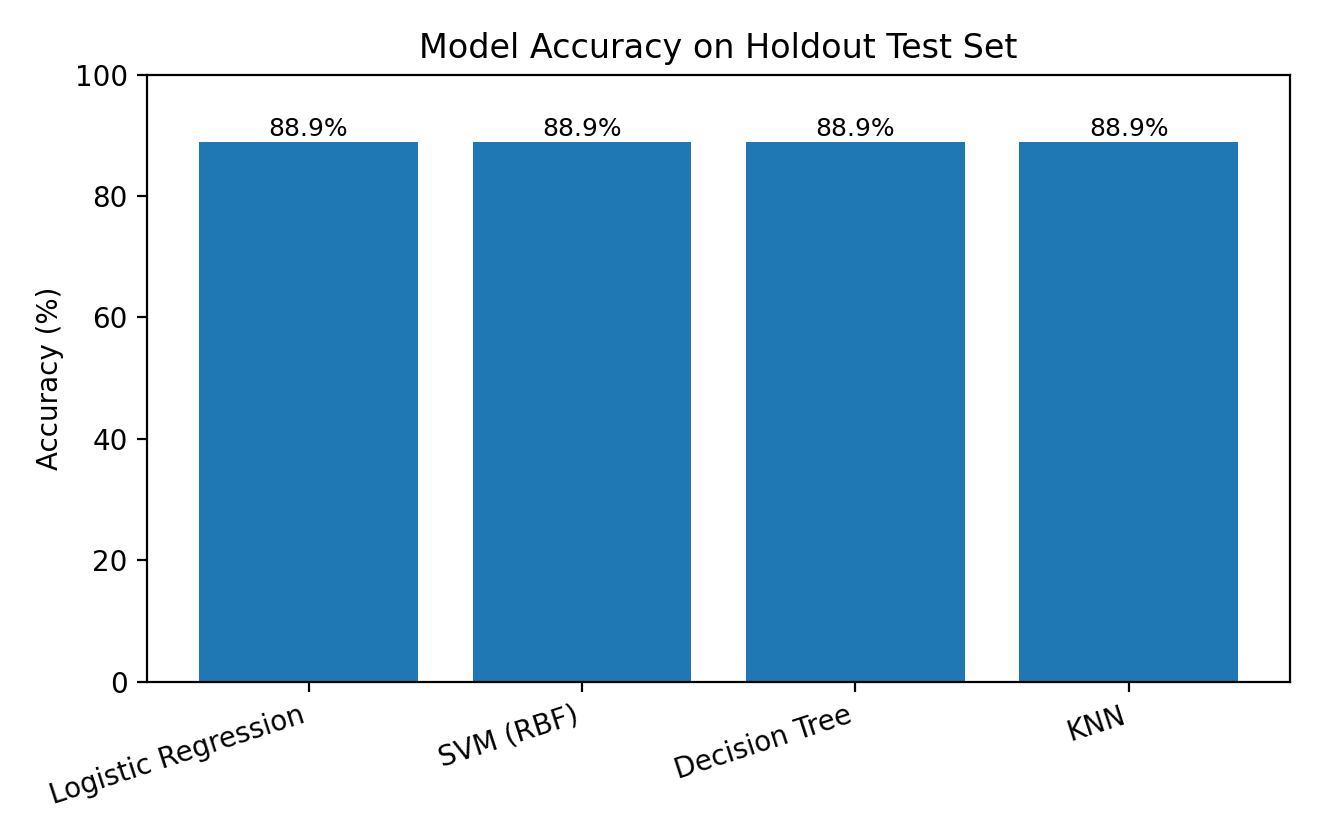 Model Accuracy on Holdout Test Set
100
80
60
40
20
0
Accuracy (%)
88.9%
88.9%
88.9%
88.9%
Logistic Regression
SVM (RBF)
Decision Tree
KNN